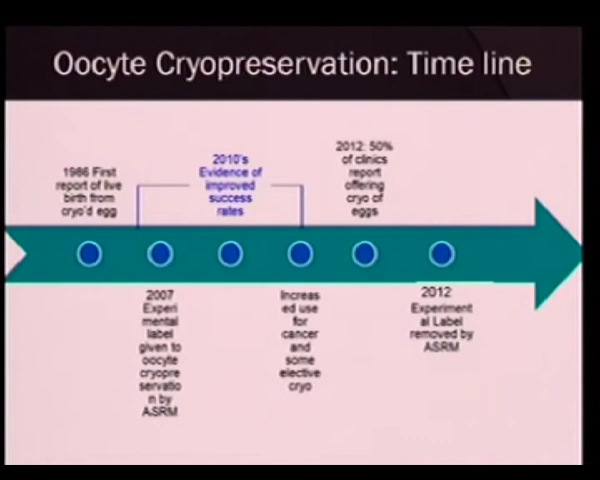 Oocyte Cryopreservation: Time line
1986 First
report of live
birth from
cryo'd egg
2010's
Evidence of
improved
success
rates
2012: 50%
of clinics
report
offering
cryo of
eggs
2007
Experi
mental
label
given to
oocyte
cryopre
servatio
n by
ASRM
Increas
ed use
for
cancer
and
some
elective
cryo
2012
Experiment
al Label
removed by
ASRM